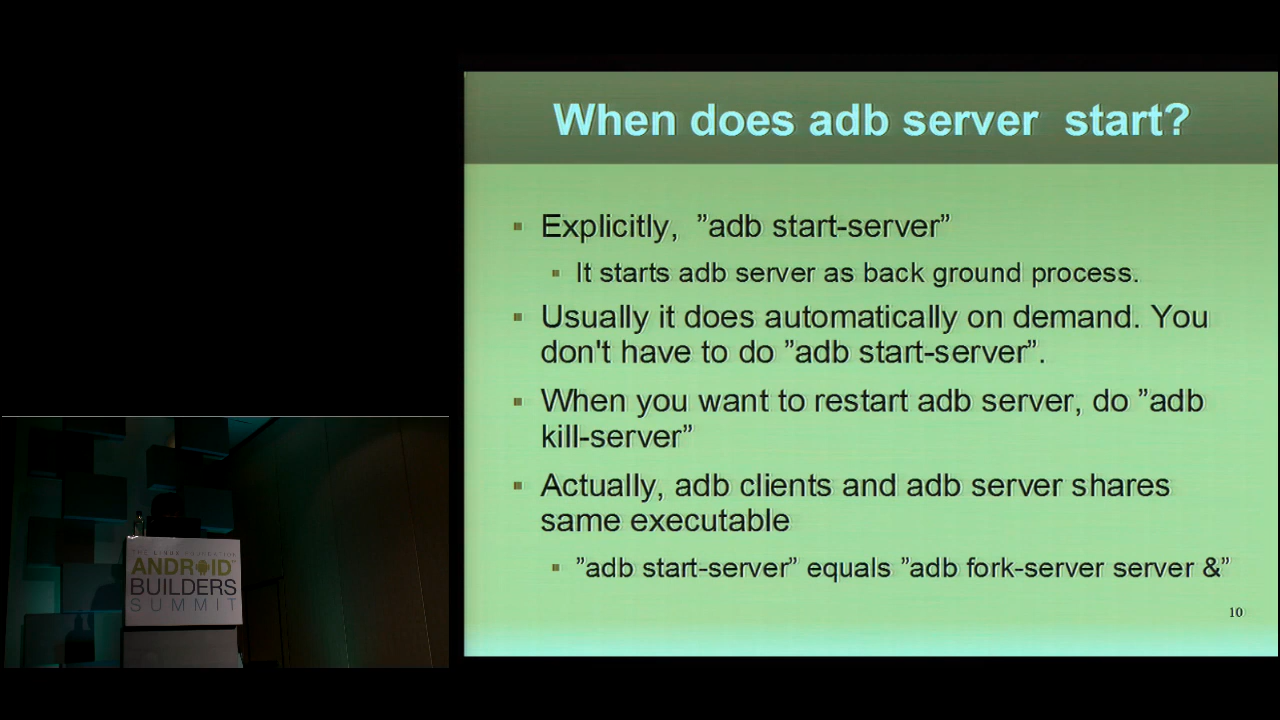 When does adb server  start?
Explicitly,  ”adb start-server”
It starts adb server as back ground process.
Usually it does automatically on demand. You
don't have to do ”adb start-server”.
When you want to restart adb server, do ”adb
kill-server”
Actually, adb clients and adb server shares
same executable
”adb start-server” equals ”adb fork-server server &”
10
THE LINUX FOUNDATION
ANDROID
BUILDERS
SUMMIT